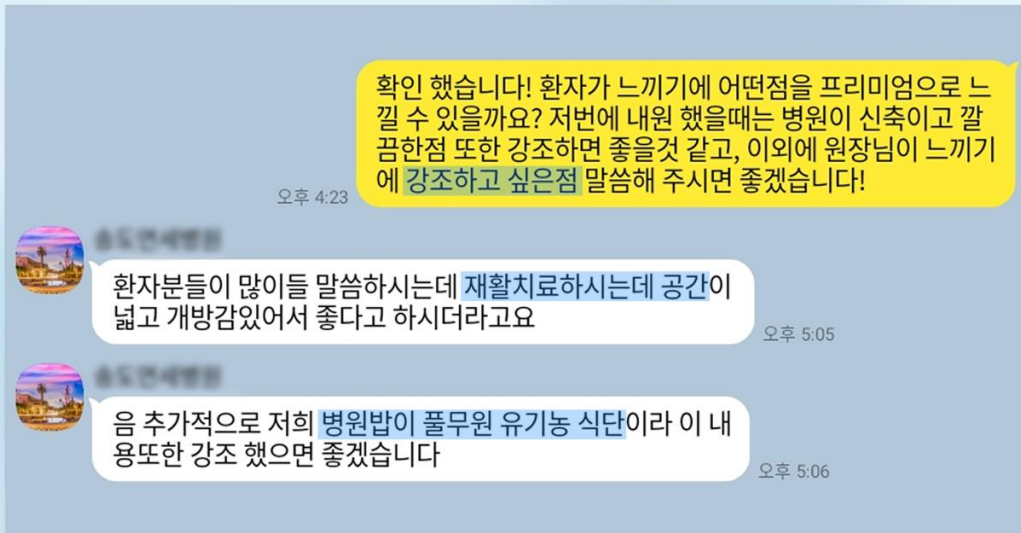 확인 했습니다! 환자가 느끼기에 어떤점을 프리미엄으로 느
낄 수 있을까요? 저번에 내원 했을때는 병원이 신축이고 깔
끔한점 또한 강조하면 좋을것 같고, 이외에 원장님이 느끼기
에 강조하고 싶은점 말씀해 주시면 좋겠습니다!
오후 4:23
환자분들이 많이들 말씀하시는데 재활치료하시는데 공간이
넓고 개방감있어서 좋다고 하시더라고요
오후 5:05
음 추가적으로 저희 병원밥이 풀무원 유기농 식단이라 이 내
용또한 강조 했으면 좋겠습니다
오후 5:06